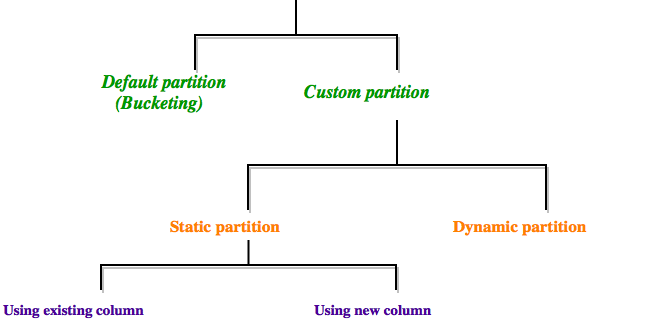 Default partition
(Bucketing)
Custom partition
Static partition
Dynamic partition
Using existing column
Using new column